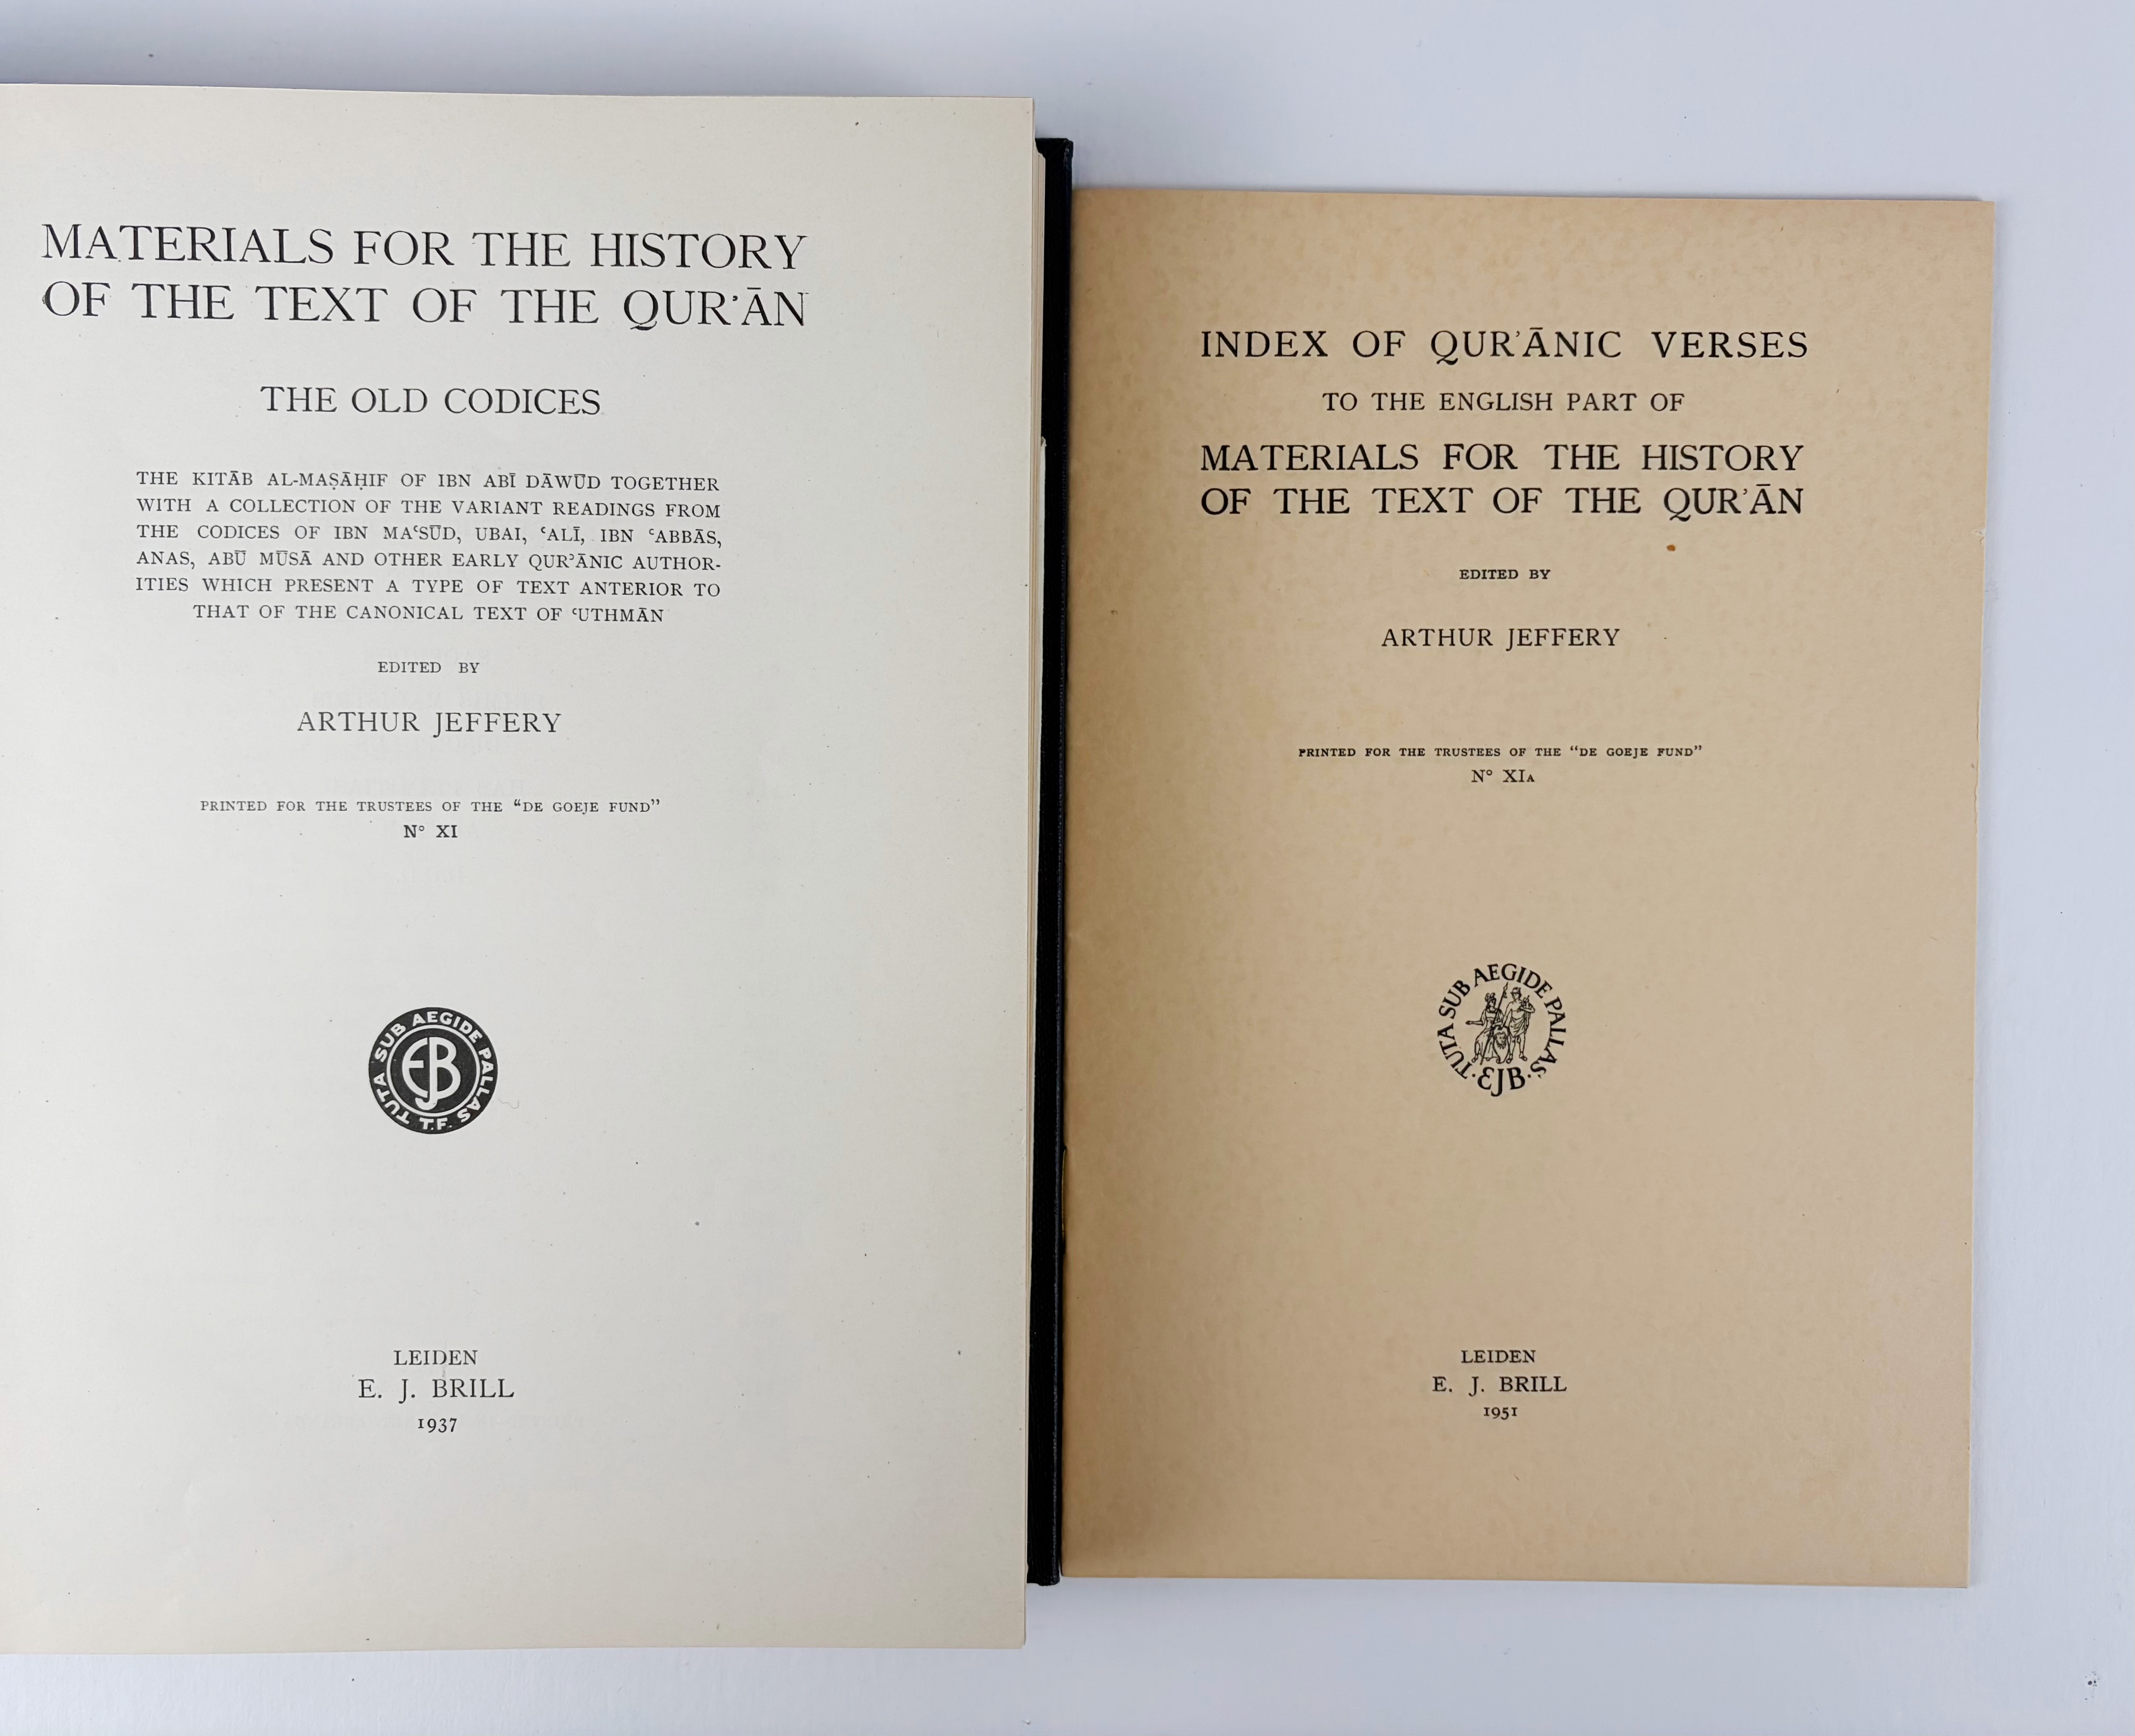 MATERIALS FOR THE HISTORY
OF THE TEXT OF THE QUR'ĀN
THE OLD CODICES
THE KITĀB AL-MAṢĀḤIF OF IBN ABĪ DĀWŪD TOGETHER
WITH A COLLECTION OF THE VARIANT READINGS FROM
THE CODICES OF IBN MAʿSŪD, UBAI, ʿALĪ, IBN ʿABBĀS,
ANAS, ABŪ MŪSĀ AND OTHER EARLY QURʾĀNIC AUTHOR-
ITIES WHICH PRESENT A TYPE OF TEXT ANTERIOR TO
THAT OF THE CANONICAL TEXT OF ʿUTHMĀN
EDITED BY
ARTHUR JEFFERY
PRINTED FOR THE TRUSTEES OF THE “DE GOEJE FUND”
N° XI
TUTA SUB AEGIDE PALLAS
EJB
T.F.
LEIDEN
E. J. BRILL
1937
INDEX OF QUR'ĀNIC VERSES
TO THE ENGLISH PART OF
MATERIALS FOR THE HISTORY
OF THE TEXT OF THE QUR'ĀN
EDITED BY
ARTHUR JEFFERY
PRINTED FOR THE TRUSTEES OF THE “DE GOEJE FUND”
N° XIA
TUTA SUB AEGIDE PALLAS
·EJB·
LEIDEN
E. J. BRILL
1951